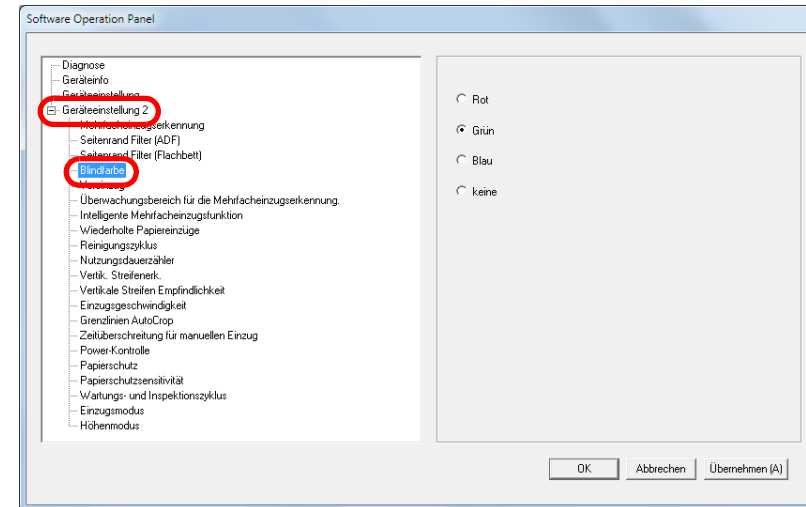 Software Operation Panel
Diagnose
Geräteinfo
Geräteeinstellung
Geräteeinstellung 2
Mehrfacheinzugserkennung
Seitenrand Filter (ADF)
Seitenrand Filter (Flachbett)
Blindfarbe
Voreinzug
Überwachungsbereich für die Mehrfacheinzugserkennung.
Intelligente Mehrfacheinzugsfunktion
Wiederholte Papiereinzüge
Reinigungszyklus
Nutzungsdauerzähler
Vertik. Streifenerk.
Vertikale Streifen Empfindlichkeit
Einzugsgeschwindigkeit
Grenzlinien AutoCrop
Zeitüberschreitung für manuellen Einzug
Power-Kontrolle
Papierschutz
Papierschutzsensitivität
Wartungs- und Inspektionszyklus
Einzugsmodus
Höhenmodus
Rot
Grün
Blau
keine
OK
Abbrechen
Übernehmen (A)